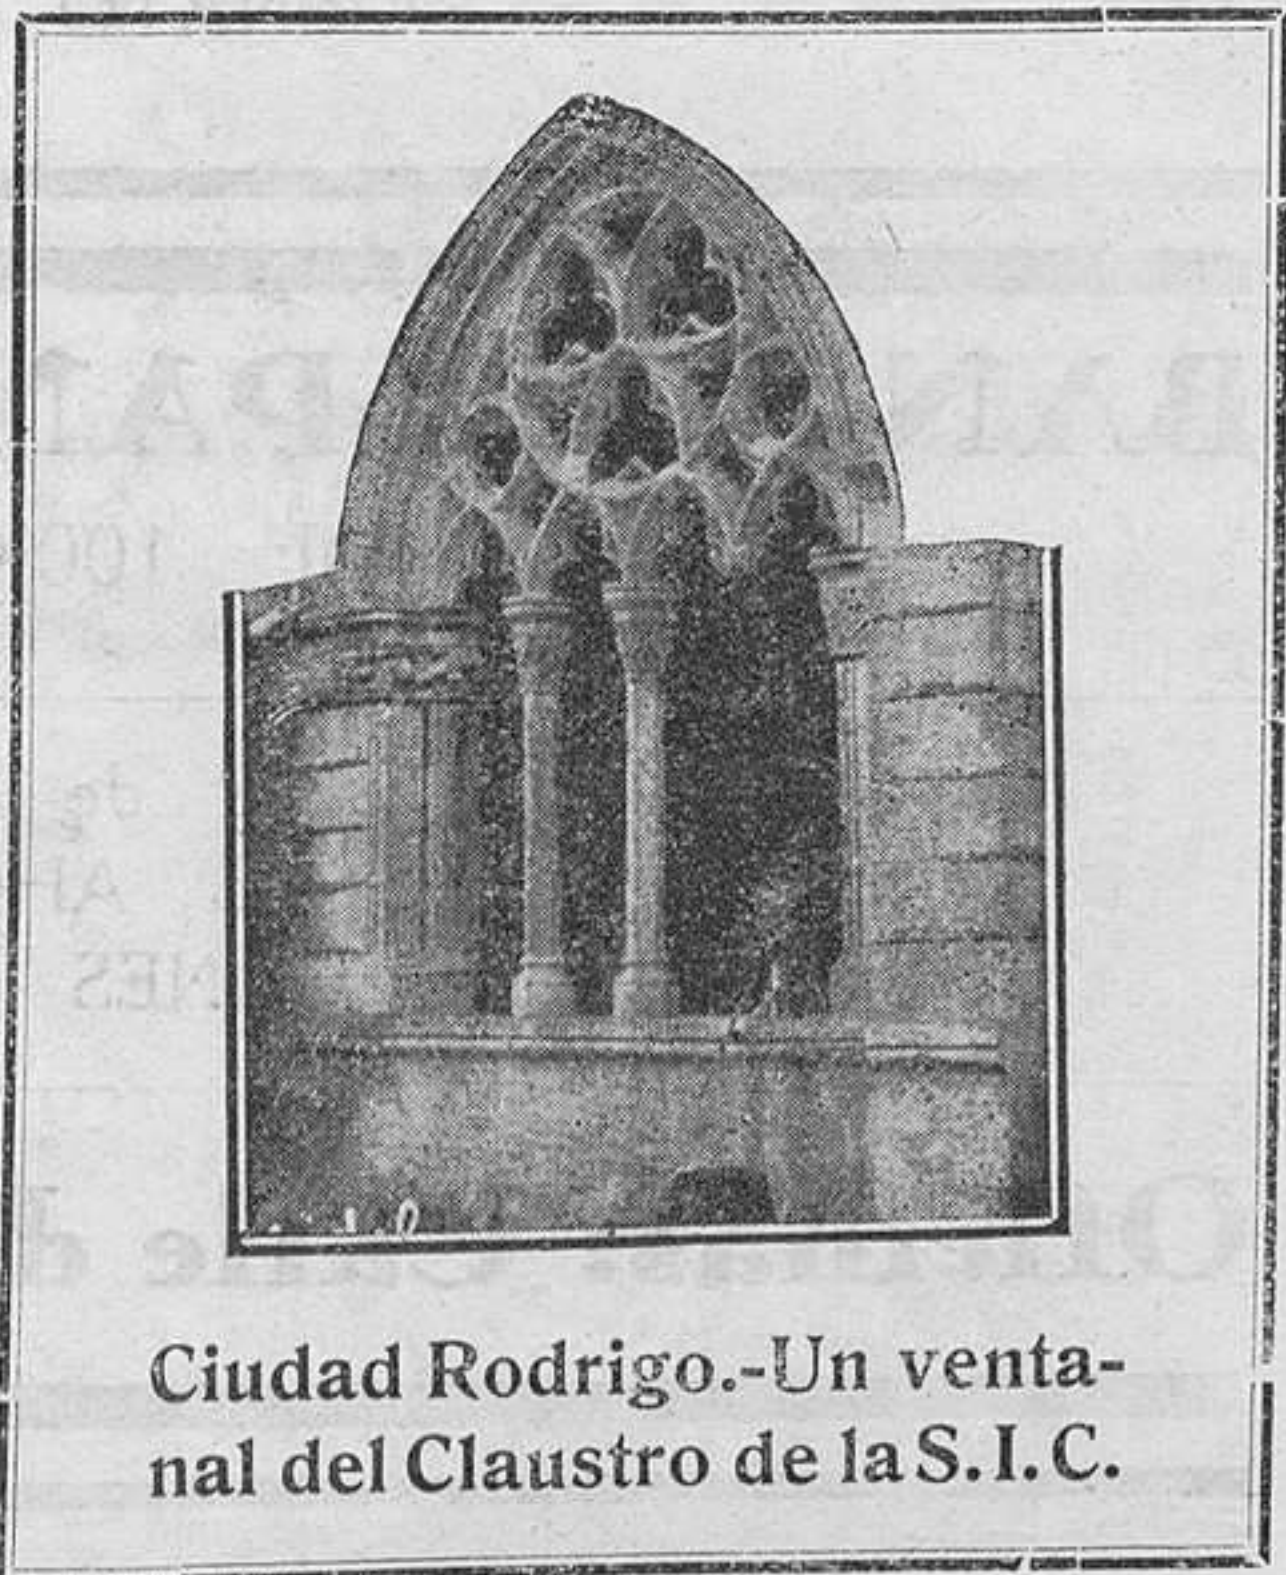 Ciudad Rodrigo.-Un venta-
nal del Claustro de la S. I. C.